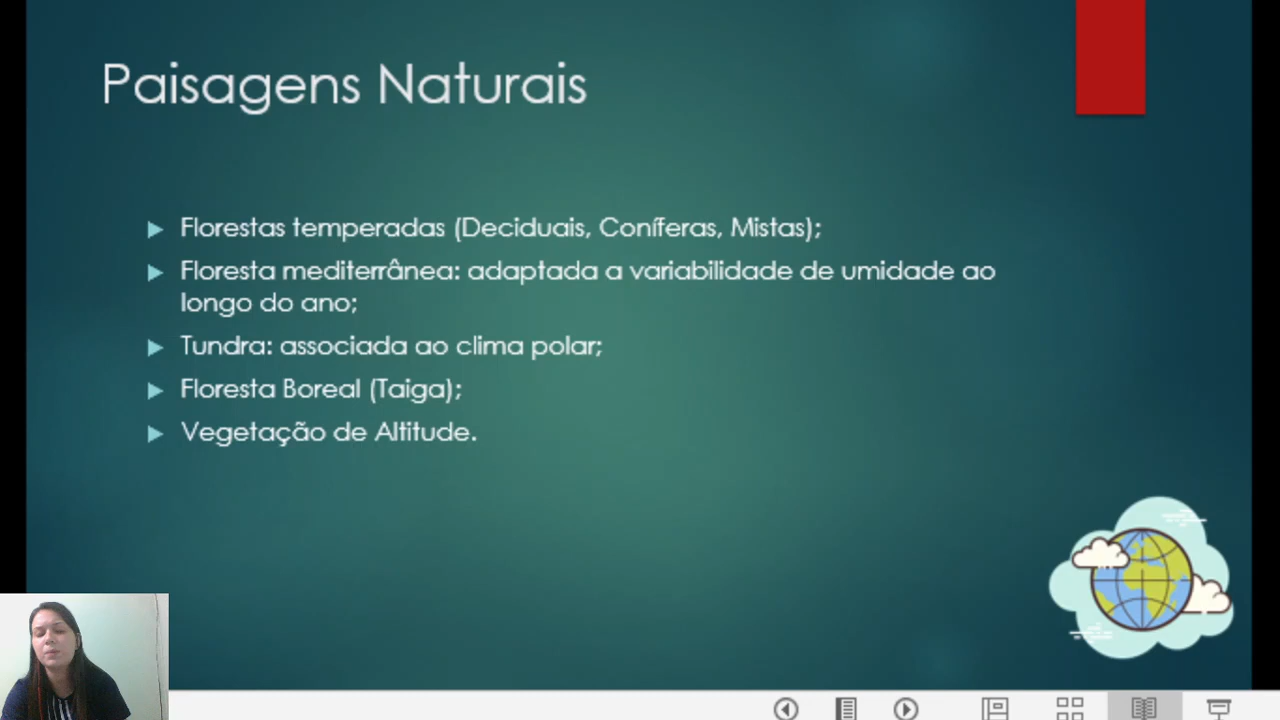 Paisagens Naturais
Florestas temperadas (Deciduais, Coníferas, Mistas);
Floresta mediterrânea: adaptada a variabilidade de umidade ao
longo do ano;
Tundra: associada ao clima polar;
Floresta Boreal (Taiga);
Vegetação de Altitude.